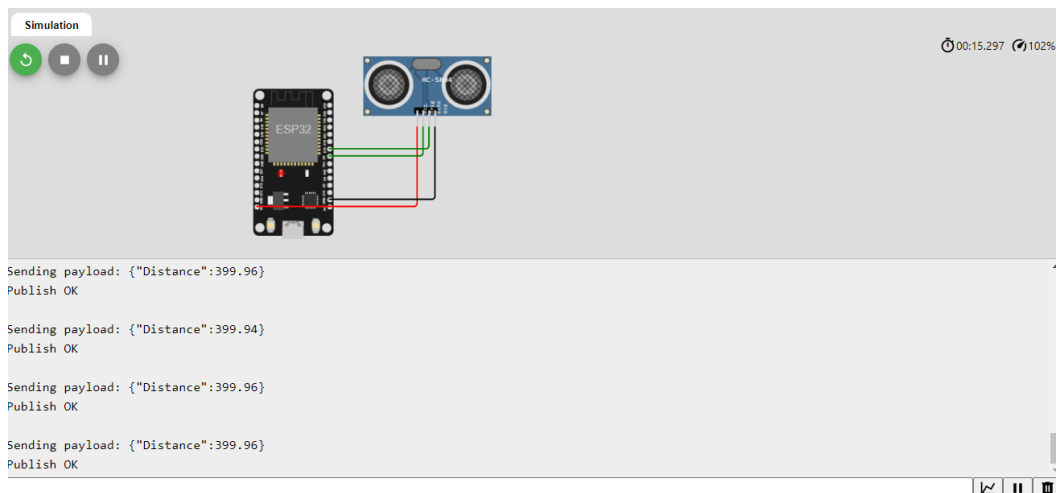 Simulation
00:15.297 102%
HC-SR04
ESP32
Sending payload: {"Distance":399.96}
Publish OK
Sending payload: {"Distance":399.94}
Publish OK
Sending payload: {"Distance":399.96}
Publish OK
Sending payload: {"Distance":399.96}
Publish OK